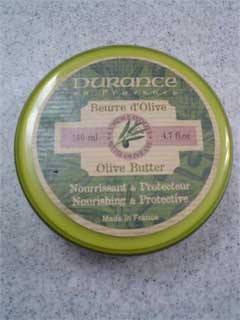 DURANCE
en Provence
Beurre d'Olive
140 ml
4.7 fl.oz
Olive Butter
Nourrissant & Protecteur
Nourishing & Protective
Made In France